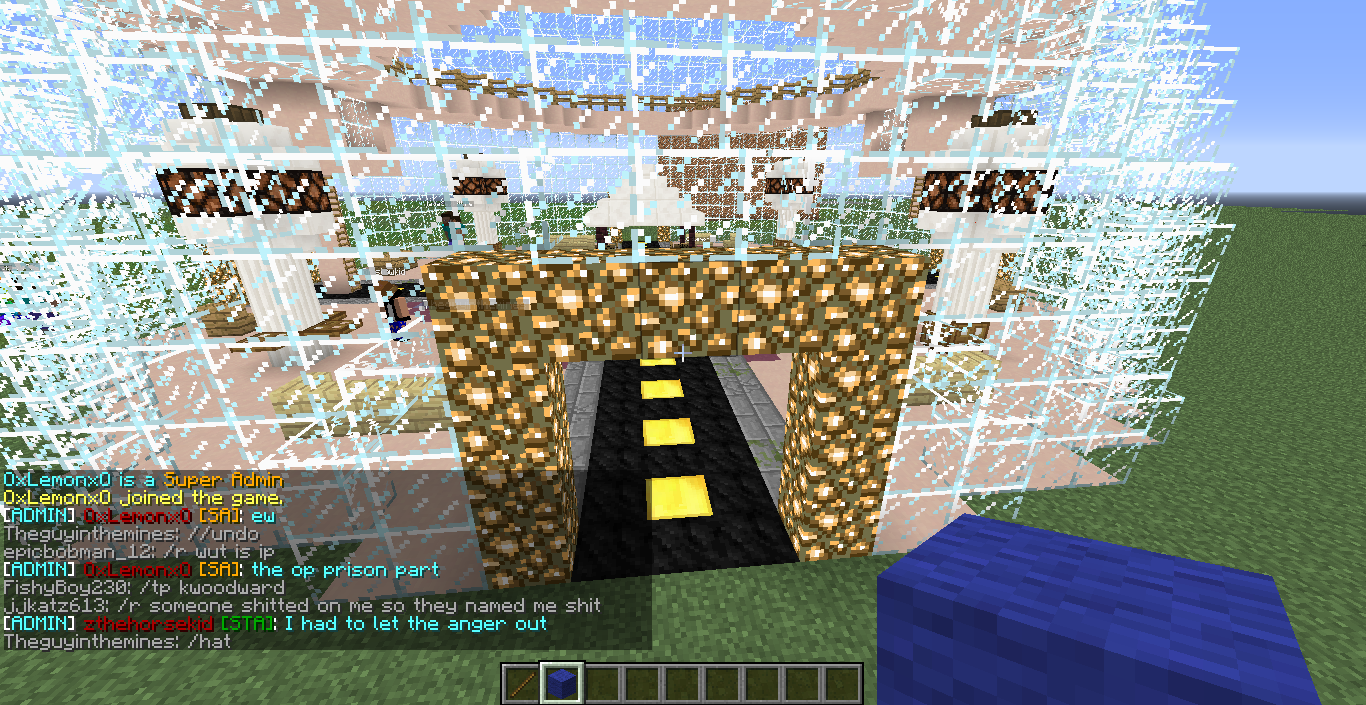 0xLemonx0 is a Super Admin
0xLemonx0 joined the game.
[ADMIN] 0xLemonx0 [SA]: ew
Theguyinthemines: //undo
epicbobman_12: /r wut is ip
[ADMIN] 0xLemonx0 [SA]: the op prison part
FishyBoy230: /tp kwoodward
jjkatz613: /r someone shitted on me so they named me shit
[ADMIN] zthehorsekid [STA]: I had to let the anger out
Theguyinthemines: /hat